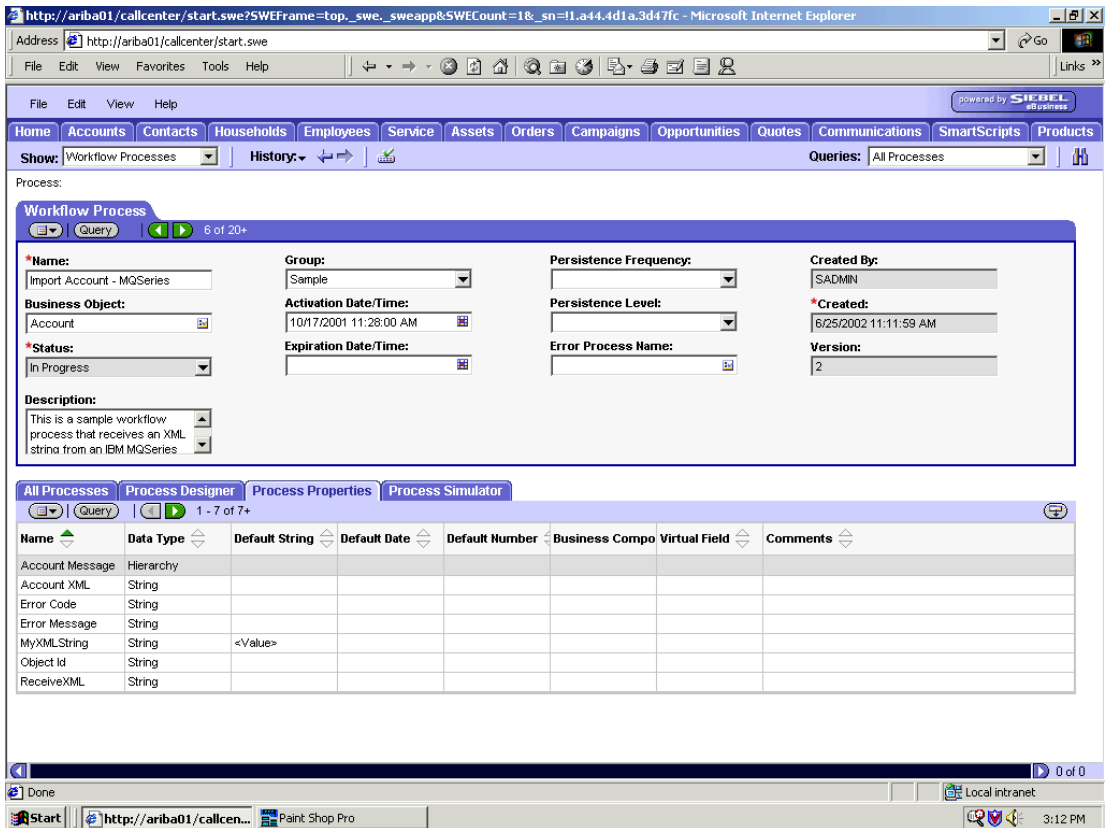 http://ariba01/callcenter/start.swe?SWEFrame=top._swe._sweapp&SWECount=1&_sn=!1.a44.4d1a.3d47fc - Microsoft Internet Explorer
Address http://ariba01/callcenter/start.swe Go
File Edit View Favorites Tools Help Links »
File Edit View Help powered by SIEBEL eBusiness
Home Accounts Contacts Households Employees Service Assets Orders Campaigns Opportunities Quotes Communications SmartScripts Products
Show: Workflow Processes History: Queries: All Processes
Process:
Workflow Process
Query 6 of 20+
*Name: Group: Persistence Frequency: Created By:
Import Account - MQSeries Sample SADMIN
Business Object: Activation Date/Time: Persistence Level: *Created:
Account 10/17/2001 11:28:00 AM 6/25/2002 11:11:59 AM
*Status: Expiration Date/Time: Error Process Name: Version:
In Progress 2
Description:
This is a sample workflow
process that receives an XML
string from an IBM MQSeries
All Processes Process Designer Process Properties Process Simulator
Query 1 - 7 of 7+
Name Data Type Default String Default Date Default Number Business Compo Virtual Field Comments
Account Message Hierarchy
Account XML String
Error Code String
Error Message String
MyXMLString String <Value>
Object Id String
ReceiveXML String
0 of 0
Done Local intranet
Start http://ariba01/callcen... Paint Shop Pro 3:12 PM